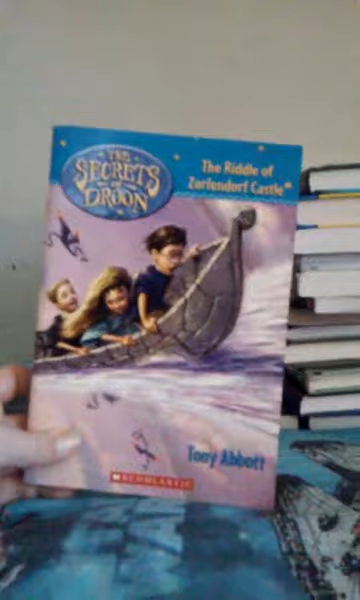 THE
SECRETS
OF
DROON
The Riddle of
Zorfendorf Castle
Tony Abbott
SCHOLASTIC